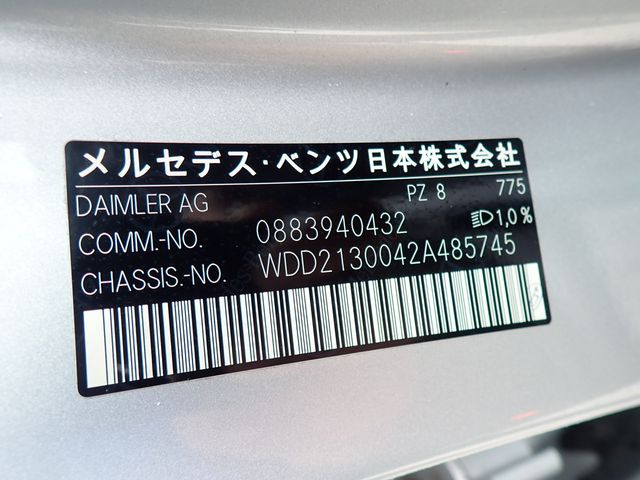 メルセデス・ベンツ日本株式会社
DAIMLER AG PZ 8 775
COMM.-NO. 0883940432 1,0%
CHASSIS.-NO. WDD2130042A485745